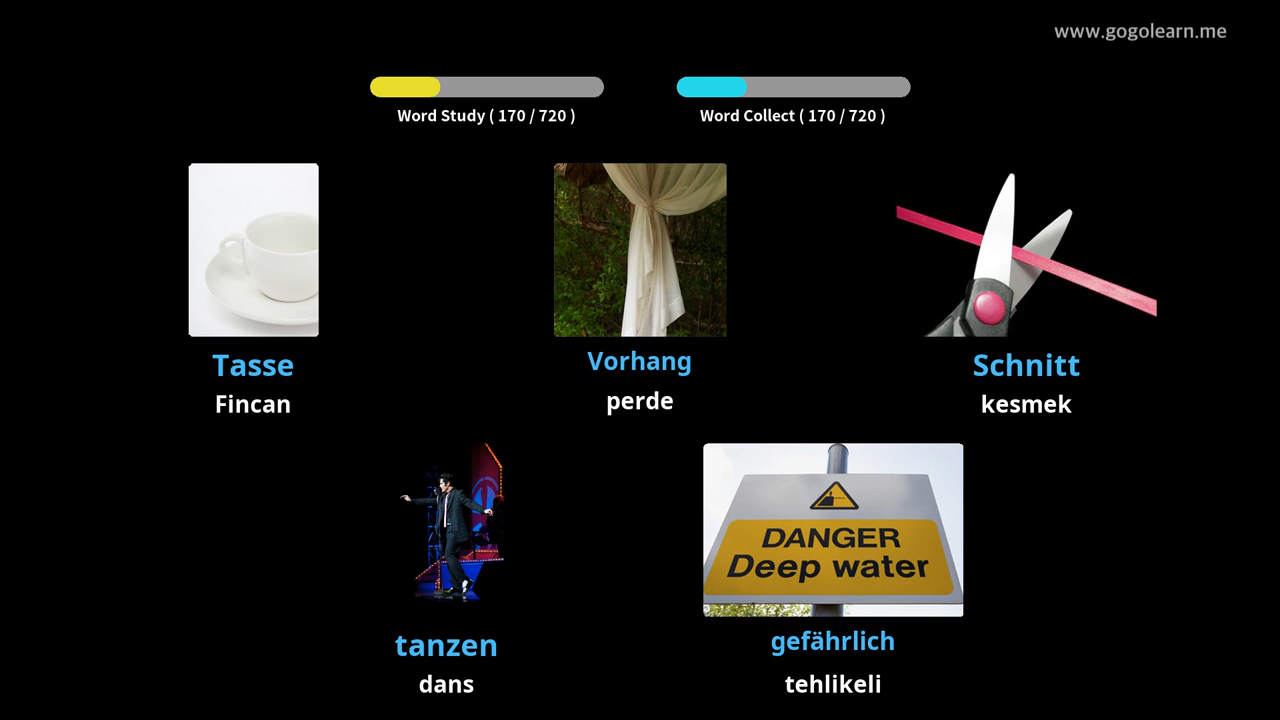 www.gogolearn.me
Word Study ( 170 / 720 )
Word Collect ( 170 / 720 )
Tasse
Fincan
Vorhang
perde
Schnitt
kesmek
tanzen
dans
DANGER
Deep water
gefährlich
tehlikeli